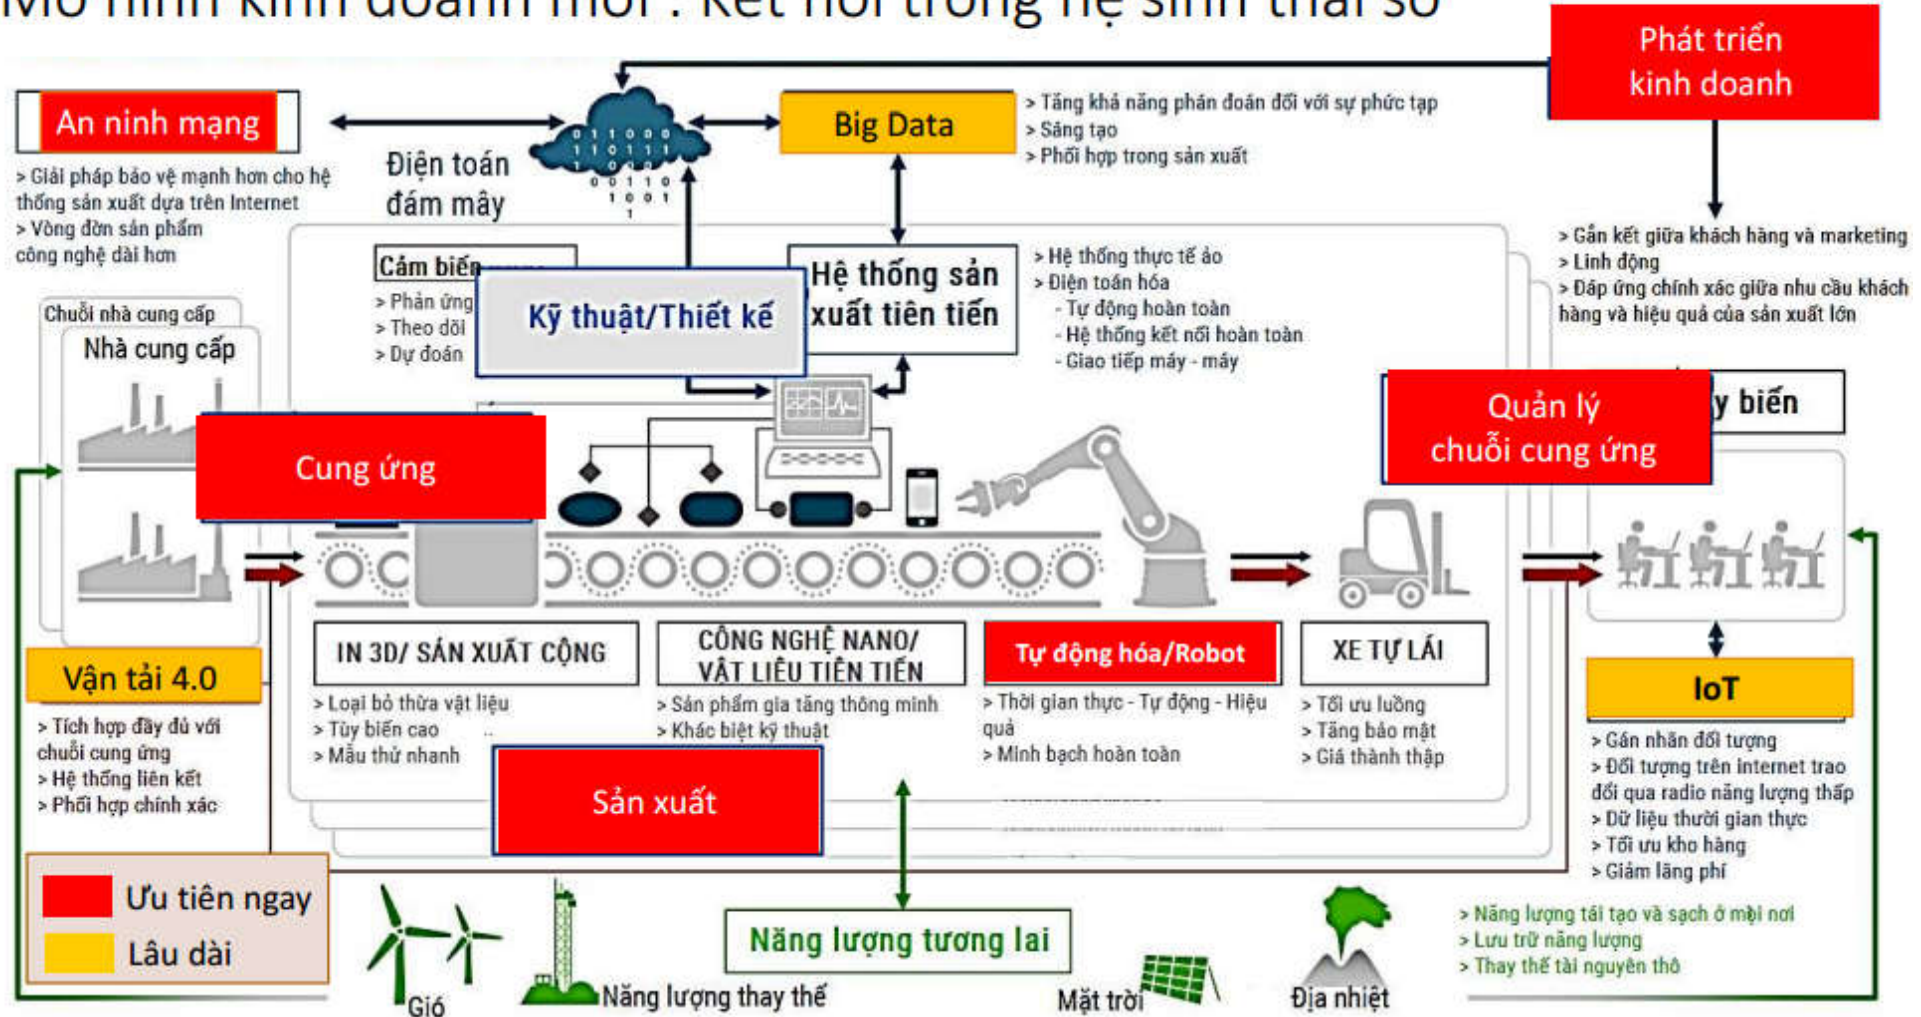 Mô hình kinh doanh mới : Kết nối trong hệ sinh thái số
Phát triển
kinh doanh
An ninh mạng
> Giải pháp bảo vệ mạnh hơn cho hệ
thống sản xuất dựa trên Internet
> Vòng đờn sản phẩm
công nghệ dài hơn
Điện toán
đám mây
Big Data
> Tăng khả năng phán đoán đối với sự phức tạp
> Sáng tạo
> Phối hợp trong sản xuất
> Gắn kết giữa khách hàng và marketing
> Linh động
> Đáp ứng chính xác giữa nhu cầu khách
hàng và hiệu quả của sản xuất lớn
Cảm biến
> Phản ứng
> Theo dõi
> Dự đoán
Kỹ thuật/Thiết kế
Hệ thống sản
xuất tiên tiến
> Hệ thống thực tế ảo
> Điện toán hóa
- Tự động hoàn toàn
- Hệ thống kết nối hoàn toàn
- Giao tiếp máy - máy
Chuỗi nhà cung cấp
Nhà cung cấp
Cung ứng
Quản lý
chuỗi cung ứng
y biến
IN 3D/ SẢN XUẤT CỘNG
> Loại bỏ thừa vật liệu
> Tùy biến cao
> Mẫu thử nhanh
CÔNG NGHỆ NANO/
VẬT LIỆU TIÊN TIẾN
> Sản phẩm gia tăng thông minh
> Khác biệt kỹ thuật
Tự động hóa/Robot
> Thời gian thực - Tự động - Hiệu
quả
> Minh bạch hoàn toàn
XE TỰ LÁI
> Tối ưu luồng
> Tăng bảo mật
> Giá thành thấp
Vận tải 4.0
> Tích hợp đầy đủ với
chuỗi cung ứng
> Hệ thống liên kết
> Phối hợp chính xác
IoT
> Gán nhãn đối tượng
> Đối tượng trên internet trao
đổi qua radio năng lượng thấp
> Dữ liệu thười gian thực
> Tối ưu kho hàng
> Giảm lãng phí
Sản xuất
Ưu tiên ngay
Lâu dài
Năng lượng tương lai
> Năng lượng tái tạo và sạch ở mọi nơi
> Lưu trữ năng lượng
> Thay thế tài nguyên thô
Gió
Năng lượng thay thế
Mặt trời
Địa nhiệt